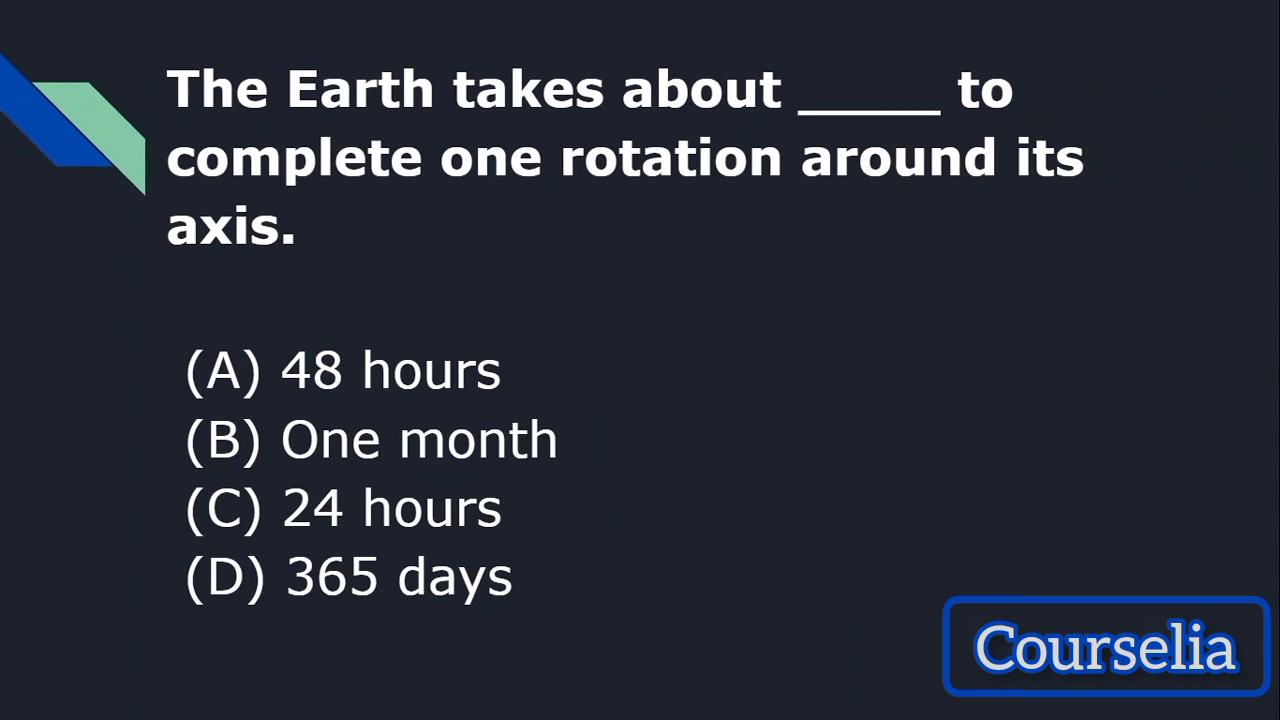 The Earth takes about _____ to
complete one rotation around its
axis.
(A) 48 hours
(B) One month
(C) 24 hours
(D) 365 days
Courselia